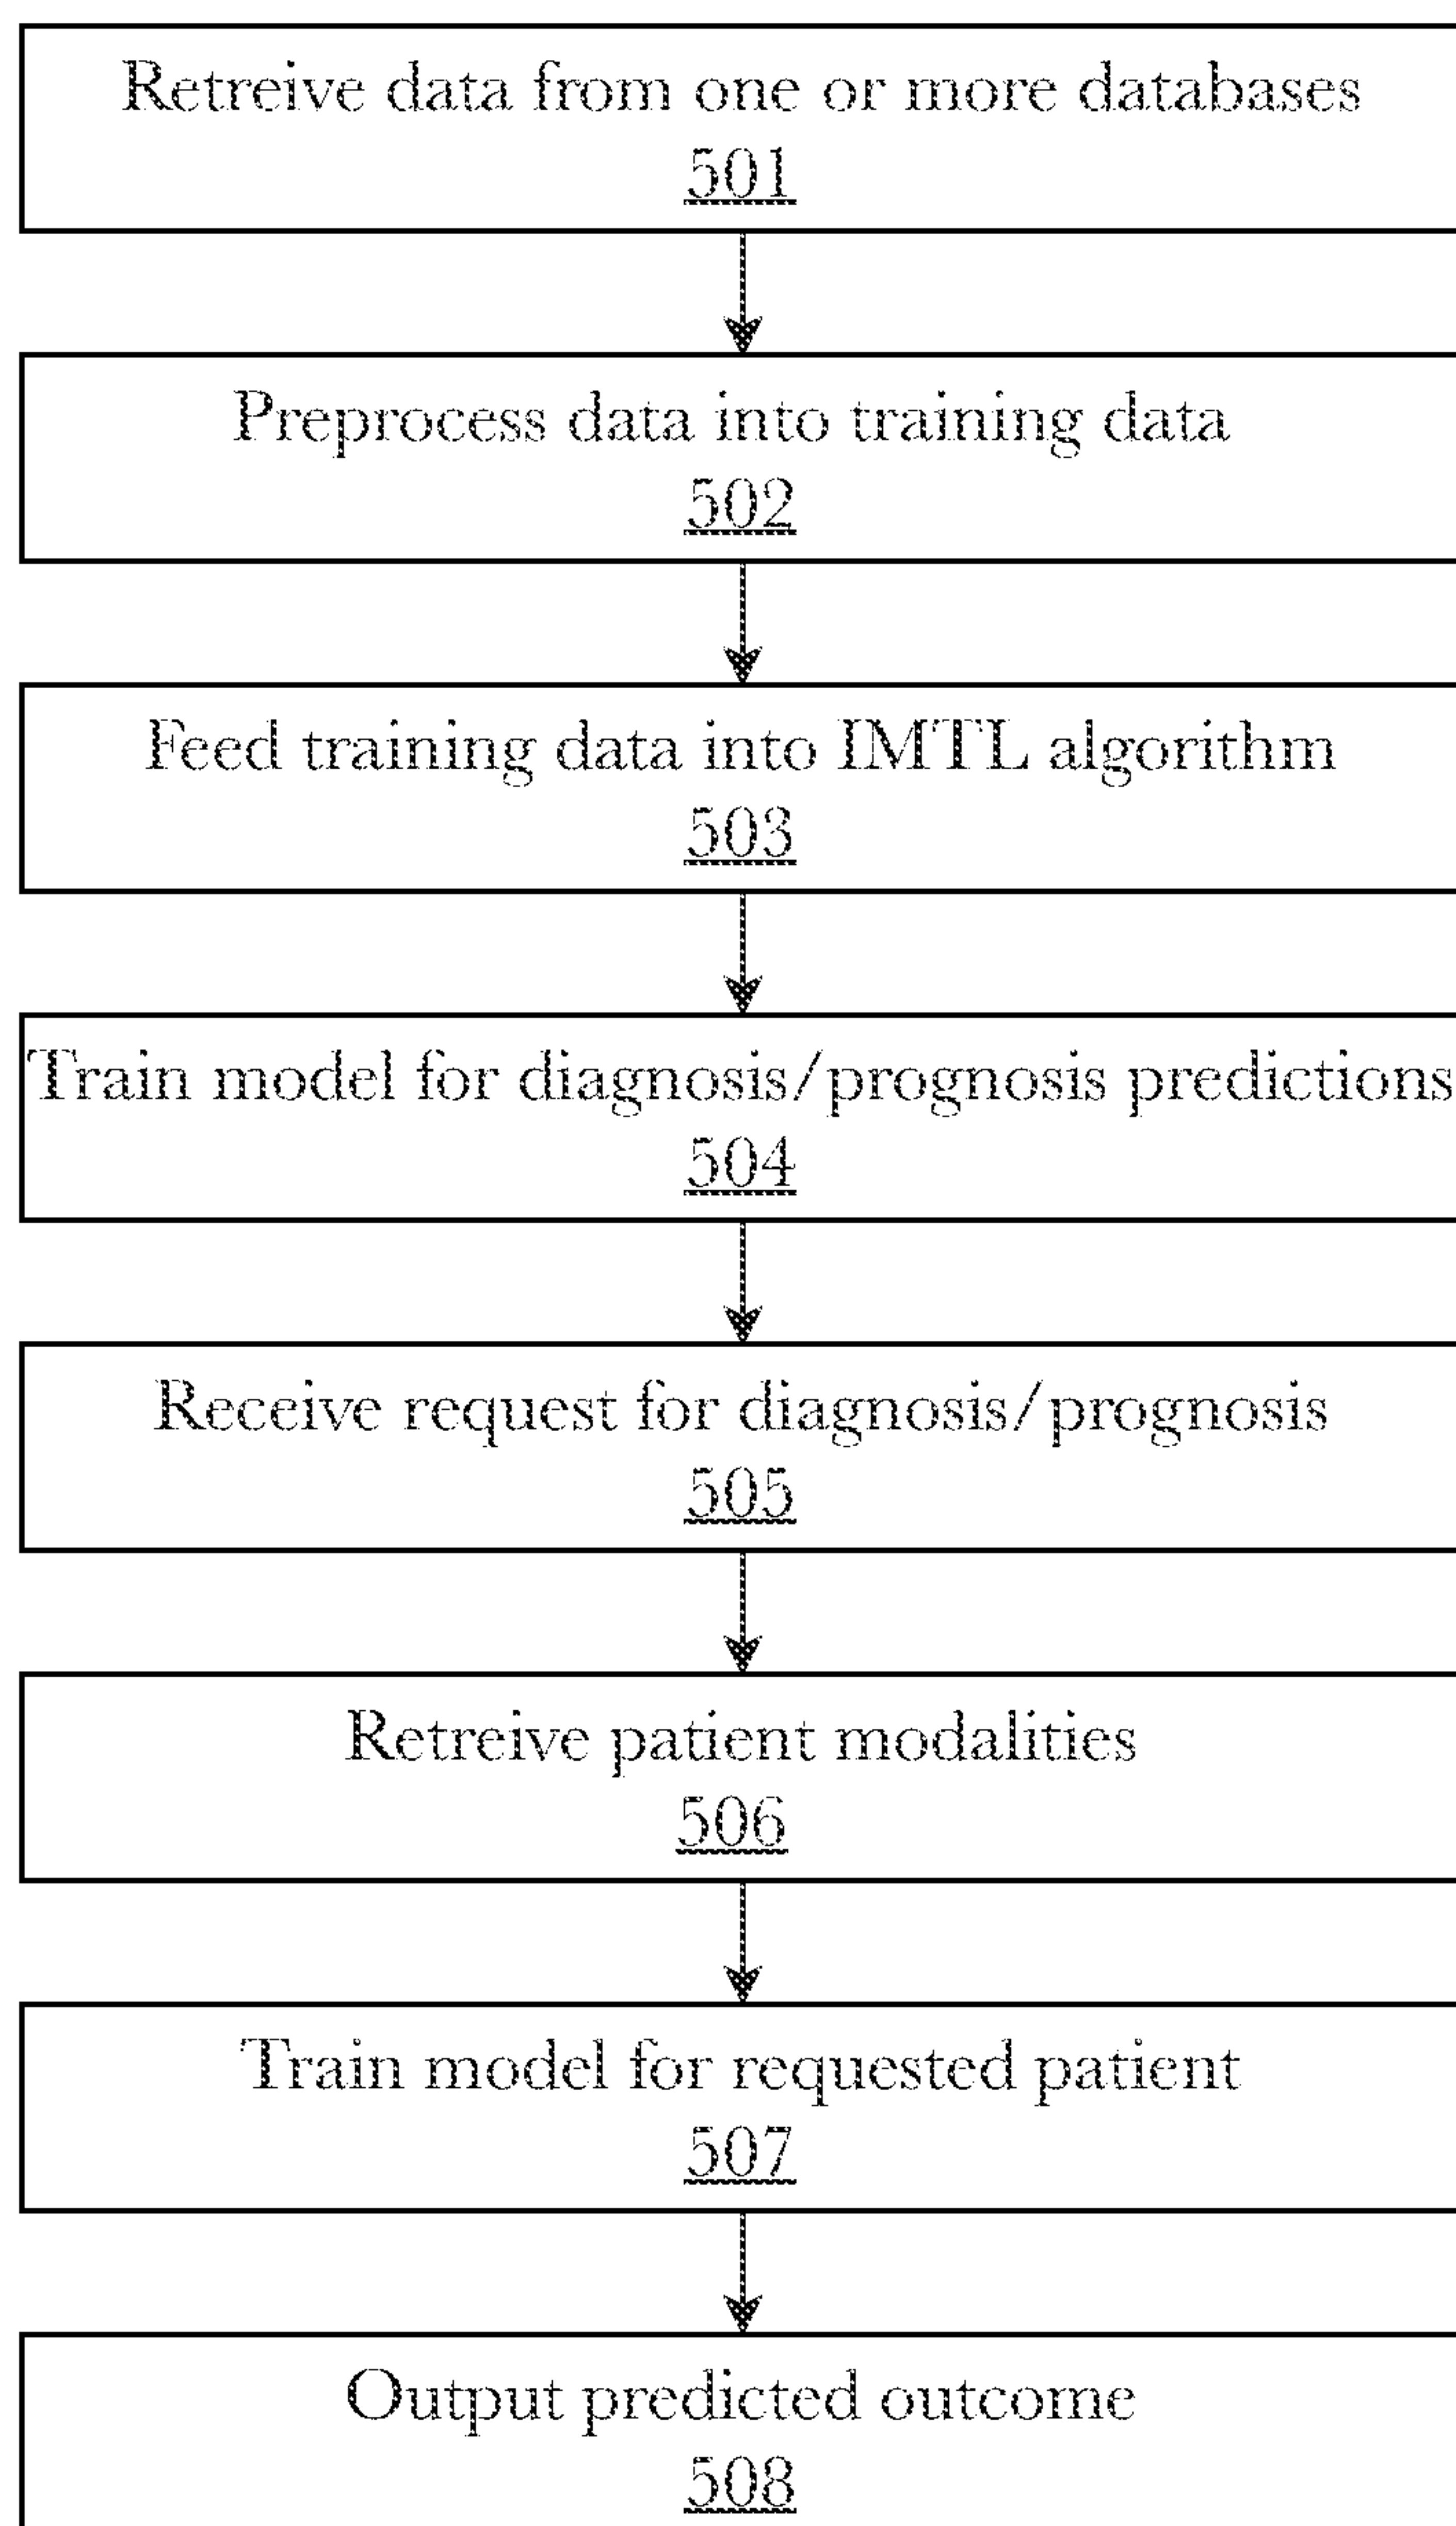 Retreive data from one or more databases
501
Preprocess data into training data
502
Feed training data into IMTL algorithm
503
Train model for diagnosis/prognosis predictions
504
Receive request for diagnosis/prognosis
505
Retreive patient modalities
506
Train model for requested patient
507
Output predicted outcome
508